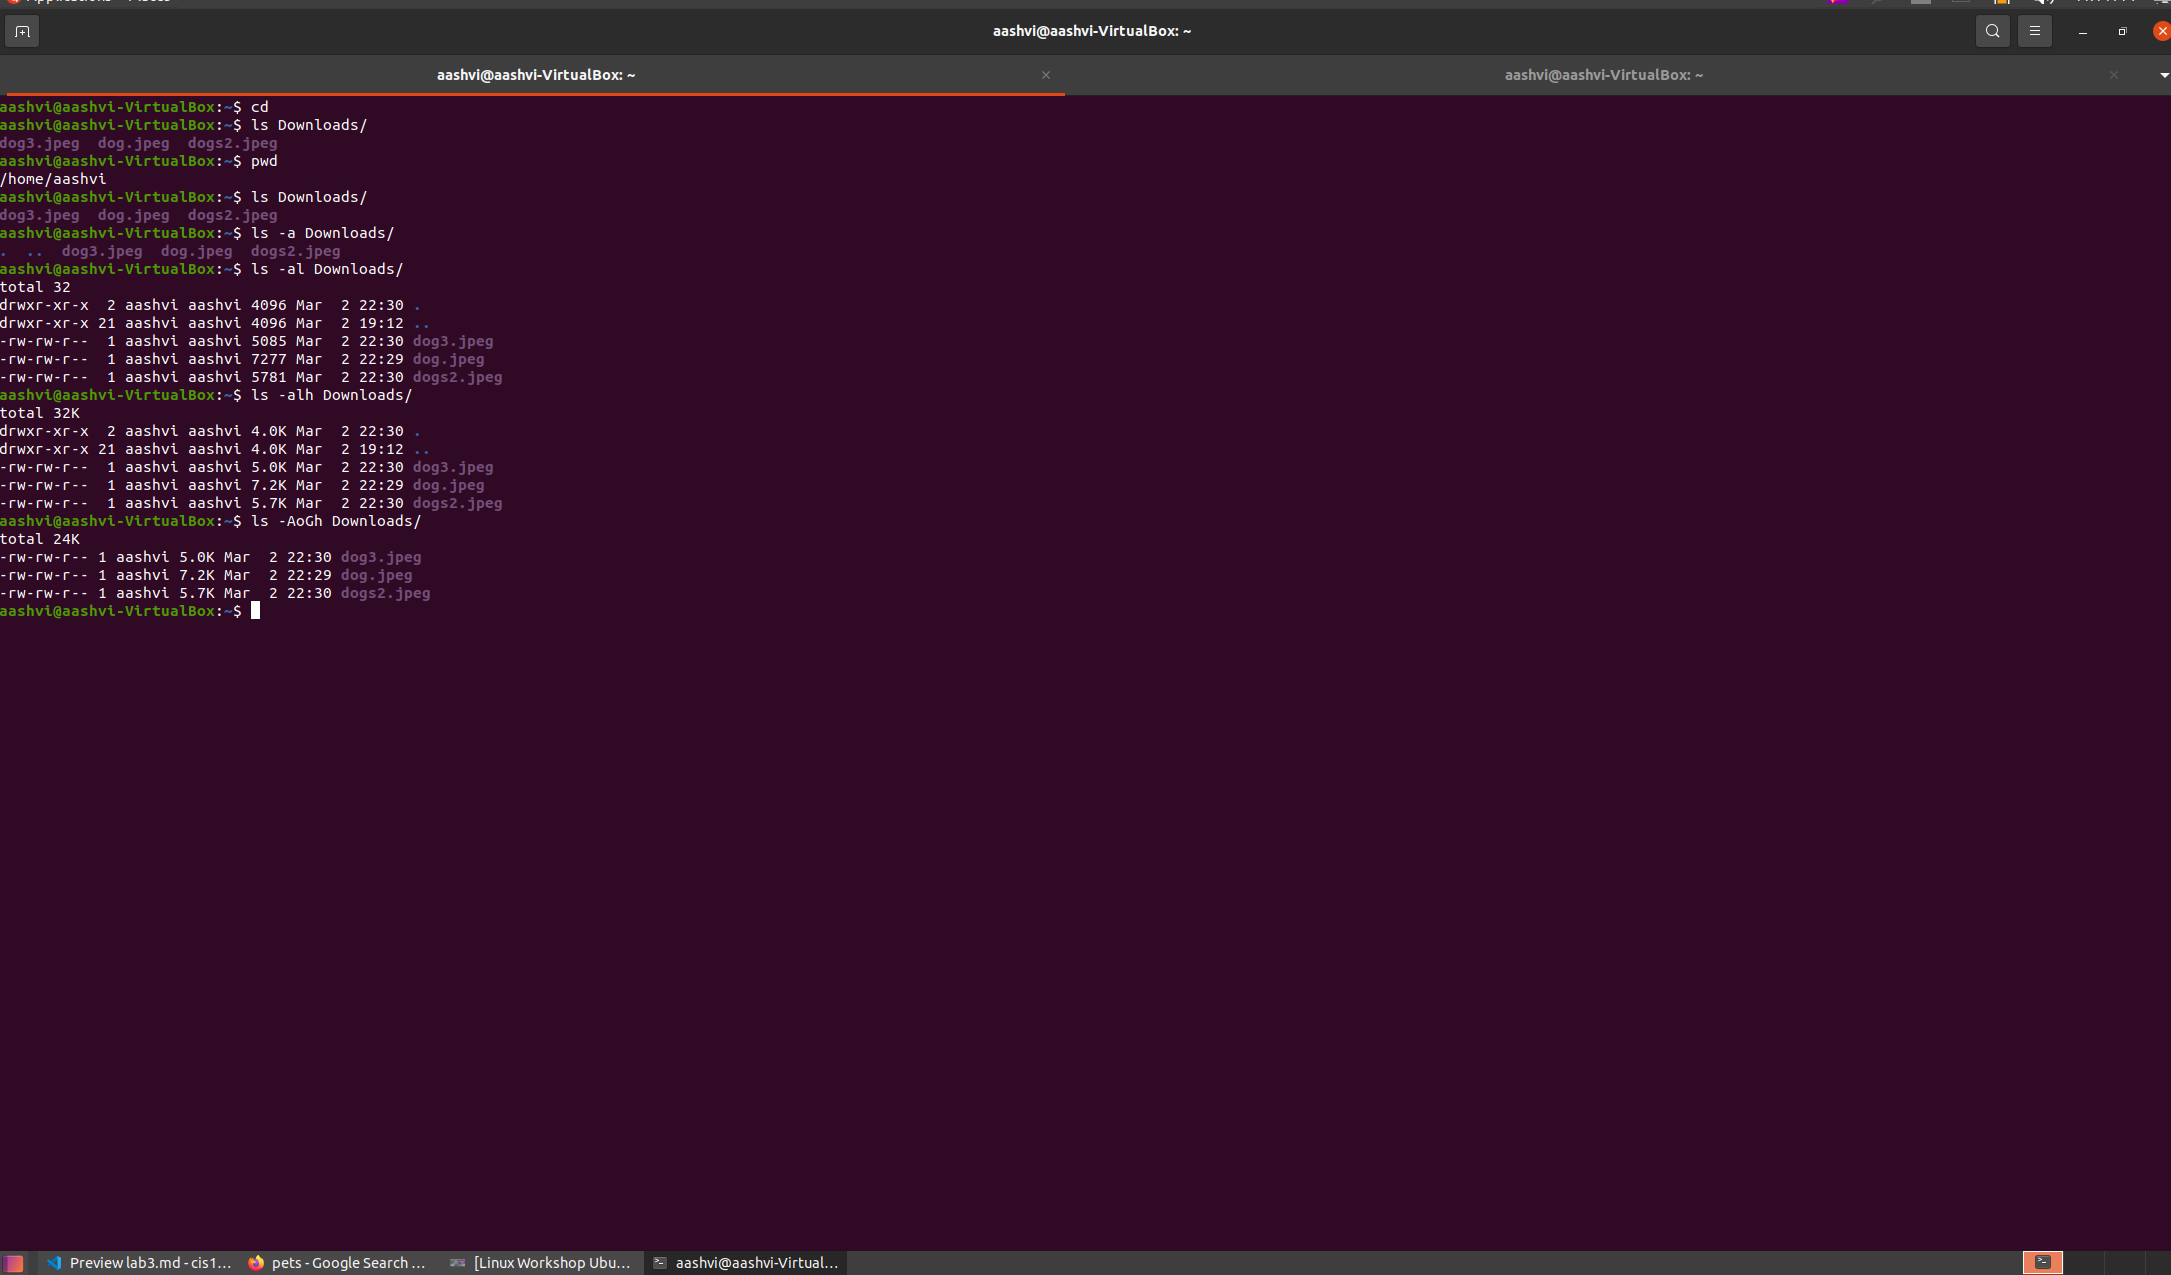 aashvi@aashvi-VirtualBox: ~
aashvi@aashvi-VirtualBox: ~
aashvi@aashvi-VirtualBox: ~
aashvi@aashvi-VirtualBox:~$ cd
aashvi@aashvi-VirtualBox:~$ ls Downloads/
dog3.jpeg  dog.jpeg  dogs2.jpeg
aashvi@aashvi-VirtualBox:~$ pwd
/home/aashvi
aashvi@aashvi-VirtualBox:~$ ls Downloads/
dog3.jpeg  dog.jpeg  dogs2.jpeg
aashvi@aashvi-VirtualBox:~$ ls -a Downloads/
.  ..  dog3.jpeg  dog.jpeg  dogs2.jpeg
aashvi@aashvi-VirtualBox:~$ ls -al Downloads/
total 32
drwxr-xr-x  2 aashvi aashvi 4096 Mar  2 22:30 .
drwxr-xr-x 21 aashvi aashvi 4096 Mar  2 19:12 ..
-rw-rw-r--  1 aashvi aashvi 5085 Mar  2 22:30 dog3.jpeg
-rw-rw-r--  1 aashvi aashvi 7277 Mar  2 22:29 dog.jpeg
-rw-rw-r--  1 aashvi aashvi 5781 Mar  2 22:30 dogs2.jpeg
aashvi@aashvi-VirtualBox:~$ ls -alh Downloads/
total 32K
drwxr-xr-x  2 aashvi aashvi 4.0K Mar  2 22:30 .
drwxr-xr-x 21 aashvi aashvi 4.0K Mar  2 19:12 ..
-rw-rw-r--  1 aashvi aashvi 5.0K Mar  2 22:30 dog3.jpeg
-rw-rw-r--  1 aashvi aashvi 7.2K Mar  2 22:29 dog.jpeg
-rw-rw-r--  1 aashvi aashvi 5.7K Mar  2 22:30 dogs2.jpeg
aashvi@aashvi-VirtualBox:~$ ls -AoGh Downloads/
total 24K
-rw-rw-r-- 1 aashvi 5.0K Mar  2 22:30 dog3.jpeg
-rw-rw-r-- 1 aashvi 7.2K Mar  2 22:29 dog.jpeg
-rw-rw-r-- 1 aashvi 5.7K Mar  2 22:30 dogs2.jpeg
aashvi@aashvi-VirtualBox:~$
Preview lab3.md - cis1...
pets - Google Search ...
[Linux Workshop Ubu...
aashvi@aashvi-Virtual...